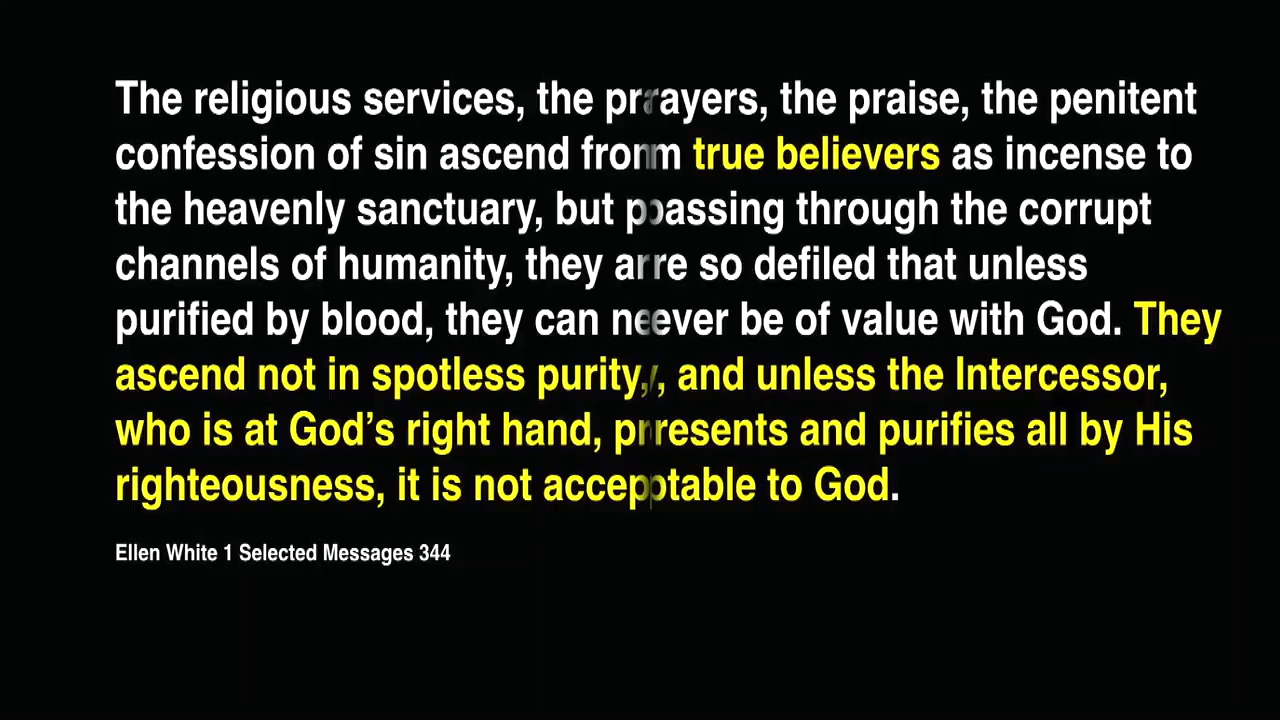 The religious services, the prayers, the praise, the penitent
confession of sin ascend from true believers as incense to
the heavenly sanctuary, but passing through the corrupt
channels of humanity, they are so defiled that unless
purified by blood, they can never be of value with God. They
ascend not in spotless purity, and unless the Intercessor,
who is at God’s right hand, presents and purifies all by His
righteousness, it is not acceptable to God.
Ellen White 1 Selected Messages 344